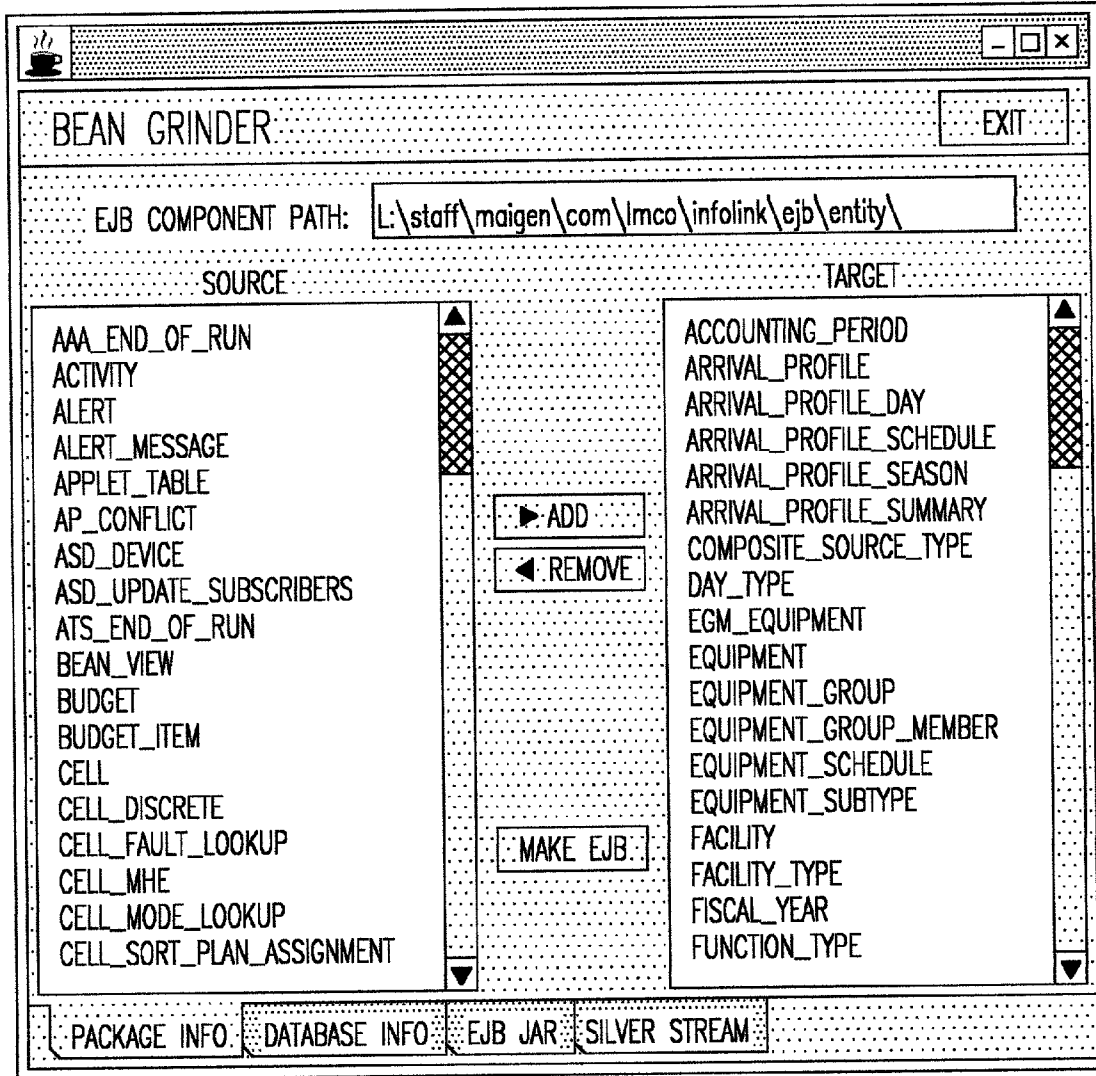 BEAN GRINDER
EXIT
EJB COMPONENT PATH: L:\staff\maigen\com\lmco\infolink\ejb\entity\
SOURCE
AAA_END_OF_RUN
ACTIVITY
ALERT
ALERT_MESSAGE
APPLET_TABLE
AP_CONFLICT
ASD_DEVICE
ASD_UPDATE_SUBSCRIBERS
ATS_END_OF_RUN
BEAN_VIEW
BUDGET
BUDGET_ITEM
CELL
CELL_DISCRETE
CELL_FAULT_LOOKUP
CELL_MHE
CELL_MODE_LOOKUP
CELL_SORT_PLAN_ASSIGNMENT
ADD
REMOVE
MAKE EJB
TARGET
ACCOUNTING_PERIOD
ARRIVAL_PROFILE
ARRIVAL_PROFILE_DAY
ARRIVAL_PROFILE_SCHEDULE
ARRIVAL_PROFILE_SEASON
ARRIVAL_PROFILE_SUMMARY
COMPOSITE_SOURCE_TYPE
DAY_TYPE
EGM_EQUIPMENT
EQUIPMENT
EQUIPMENT_GROUP
EQUIPMENT_GROUP_MEMBER
EQUIPMENT_SCHEDULE
EQUIPMENT_SUBTYPE
FACILITY
FACILITY_TYPE
FISCAL_YEAR
FUNCTION_TYPE
PACKAGE INFO DATABASE INFO EJB JAR SILVER STREAM